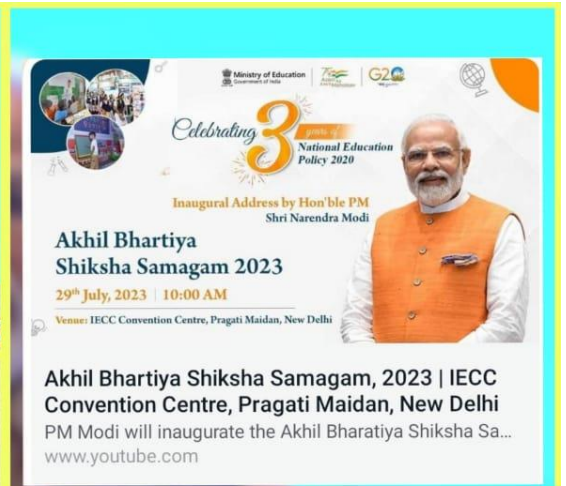 Ministry of Education
Government of India
G20
Celebrating 3 years of
National Education
Policy 2020
Inaugural Address by Hon'ble PM
Shri Narendra Modi
Akhil Bhartiya
Shiksha Samagam 2023
29th July, 2023 | 10:00 AM
Venue: IECC Convention Centre, Pragati Maidan, New Delhi
Akhil Bhartiya Shiksha Samagam, 2023 | IECC
Convention Centre, Pragati Maidan, New Delhi
PM Modi will inaugurate the Akhil Bharatiya Shiksha Sa...
www.youtube.com